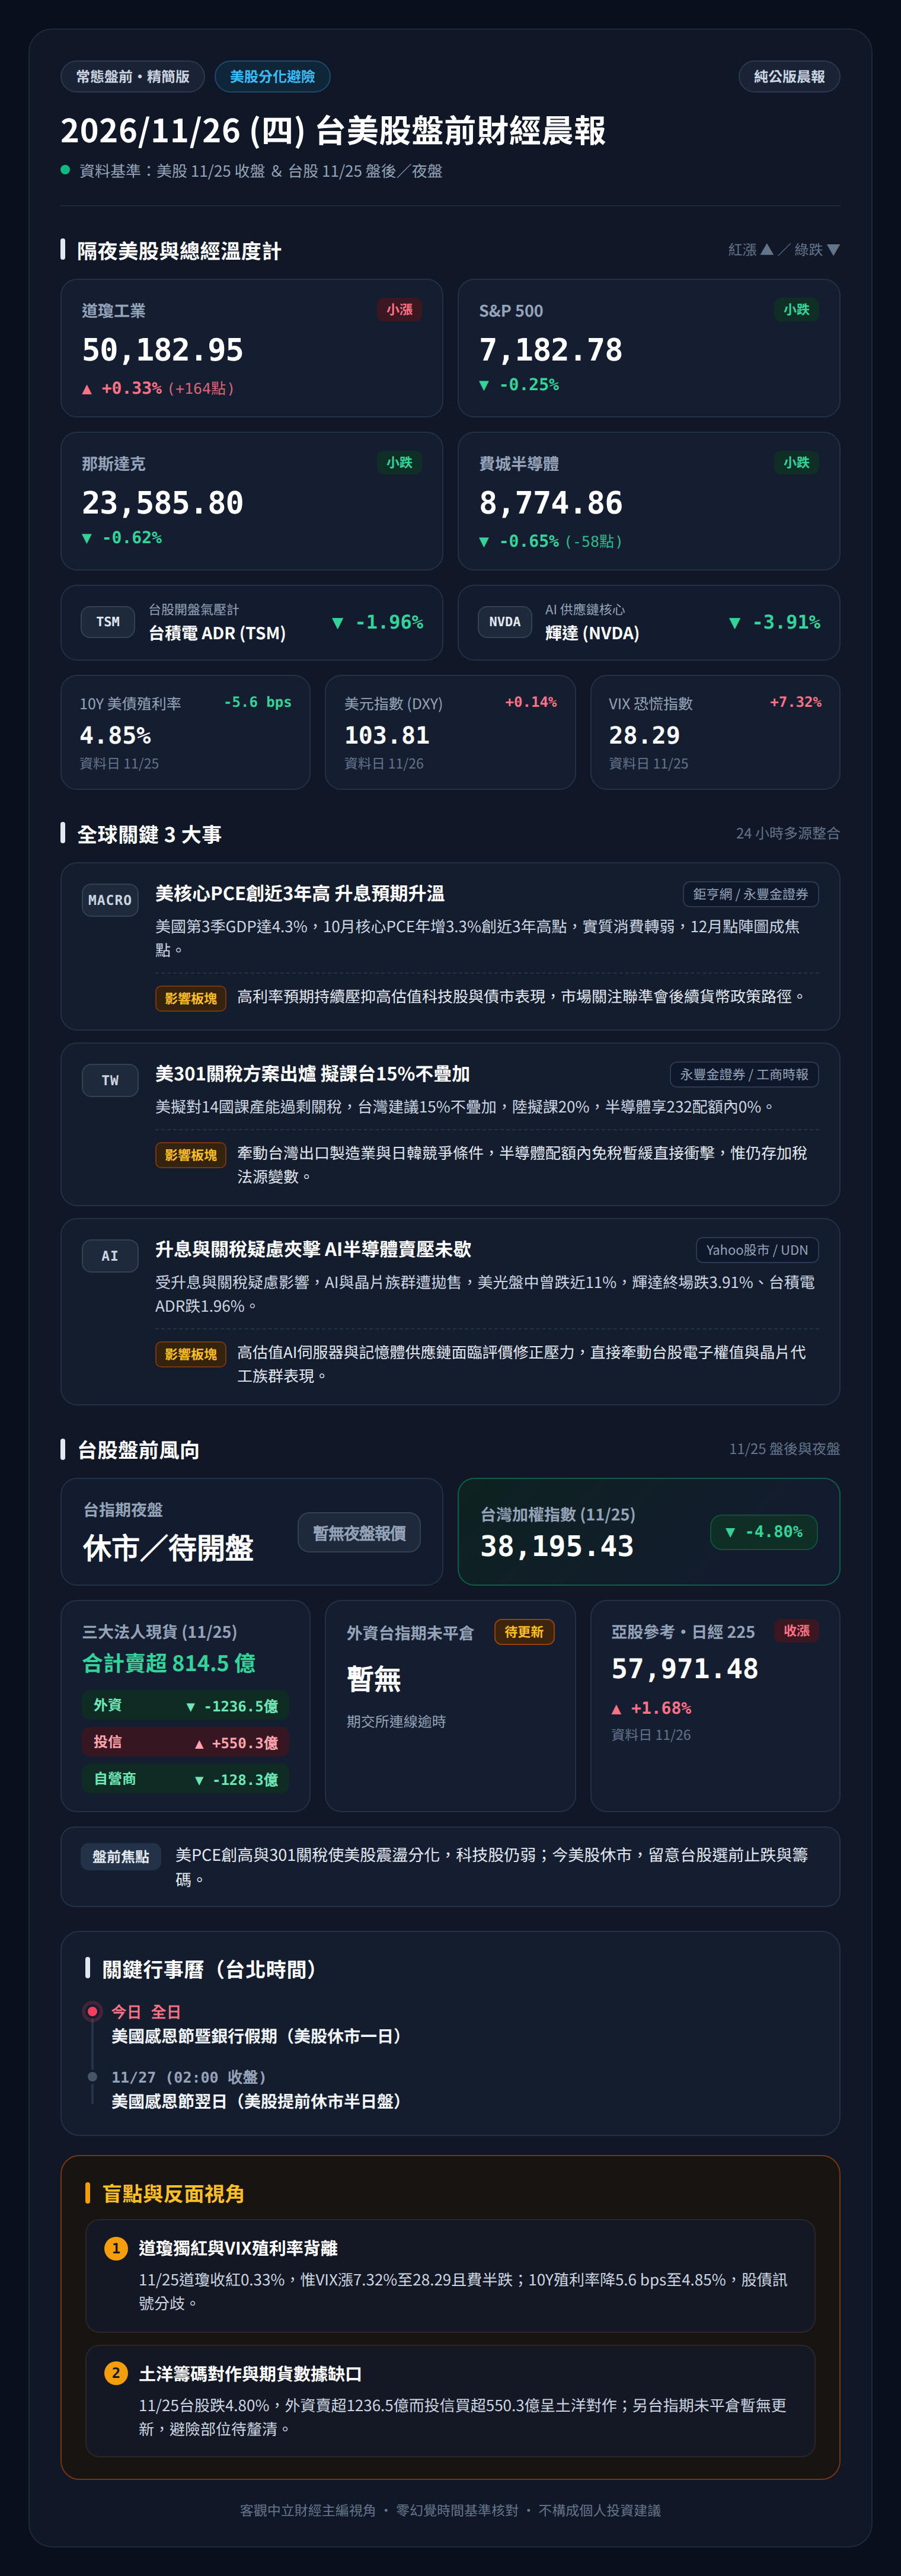 常態盤前・精簡版
美股分化避險
純公版晨報
2026/11/26 (四) 台美股盤前財經晨報
資料基準：美股 11/25 收盤 & 台股 11/25 盤後／夜盤
隔夜美股與總經溫度計
紅漲▲／綠跌▼
道瓊工業
小漲
50,182.95
▲ +0.33% (+164點)
S&P 500
小跌
7,182.78
▼ -0.25%
那斯達克
小跌
23,585.80
▼ -0.62%
費城半導體
小跌
8,774.86
▼ -0.65% (-58點)
TSM
台股開盤氣壓計
台積電 ADR (TSM)
▼ -1.96%
NVDA
AI 供應鏈核心
輝達 (NVDA)
▼ -3.91%
10Y 美債殖利率
-5.6 bps
4.85%
資料日 11/25
美元指數 (DXY)
+0.14%
103.81
資料日 11/26
VIX 恐慌指數
+7.32%
28.29
資料日 11/25
全球關鍵 3 大事
24 小時多源整合
MACRO
美核心PCE創近3年高 升息預期升溫
鉅亨網 / 永豐金證券
美國第3季GDP達4.3%，10月核心PCE年增3.3%創近3年高點，實質消費轉弱，12月點陣圖成焦
點。
影響板塊
高利率預期持續壓抑高估值科技股與債市表現，市場關注聯準會後續貨幣政策路徑。
TW
美301關稅方案出爐 擬課台15%不疊加
永豐金證券 / 工商時報
美擬對14國課產能過剩關稅，台灣建議15%不疊加，陸擬課20%，半導體享232配額內0%。
影響板塊
牽動台灣出口製造業與日韓競爭條件，半導體配額內免稅暫緩直接衝擊，惟仍存加稅
法源變數。
AI
升息與關稅疑慮夾擊 AI半導體賣壓未歇
Yahoo股市 / UDN
受升息與關稅疑慮影響，AI與晶片族群遭拋售，美光盤中曾跌近11%，輝達終場跌3.91%、台積電
ADR跌1.96%。
影響板塊
高估值AI伺服器與記憶體供應鏈面臨評價修正壓力，直接牽動台股電子權值與晶片代
工族群表現。
台股盤前風向
11/25 盤後與夜盤
台指期夜盤
休市／待開盤
暫無夜盤報價
台灣加權指數 (11/25)
38,195.43
▼ -4.80%
三大法人現貨 (11/25)
合計賣超 814.5 億
外資
▼ -1236.5億
投信
▲ +550.3億
自營商
▼ -128.3億
外資台指期未平倉
待更新
暫無
期交所連線逾時
亞股參考・日經 225
收漲
57,971.48
▲ +1.68%
資料日 11/26
盤前焦點
美PCE創高與301關稅使美股震盪分化，科技股仍弱；今美股休市，留意台股選前止跌與籌
碼。
關鍵行事曆（台北時間）
今日 全日
美國感恩節暨銀行假期（美股休市一日）
11/27 (02:00 收盤)
美國感恩節翌日（美股提前休市半日盤）
盲點與反面視角
1
道瓊獨紅與VIX殖利率背離
11/25道瓊收紅0.33%，惟VIX漲7.32%至28.29且費半跌；10Y殖利率降5.6 bps至4.85%，股債訊
號分歧。
2
土洋籌碼對作與期貨數據缺口
11/25台股跌4.80%，外資賣超1236.5億而投信買超550.3億呈土洋對作；另台指期未平倉暫無更
新，避險部位待釐清。
客觀中立財經主編視角 • 零幻覺時間基準核對 • 不構成個人投資建議